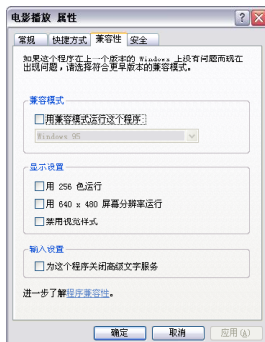 电影播放 属性
常规 快捷方式 兼容性 安全
如果这个程序在上一个版本的 Windows 上没有问题而现在
出现问题，请选择符合更早版本的兼容模式。
兼容模式
用兼容模式运行这个程序:
Windows 95
显示设置
用 256 色运行
用 640 x 480 屏幕分辨率运行
禁用视觉样式
输入设置
为这个程序关闭高级文字服务
进一步了解程序兼容性。
确定 取消 应用(A)